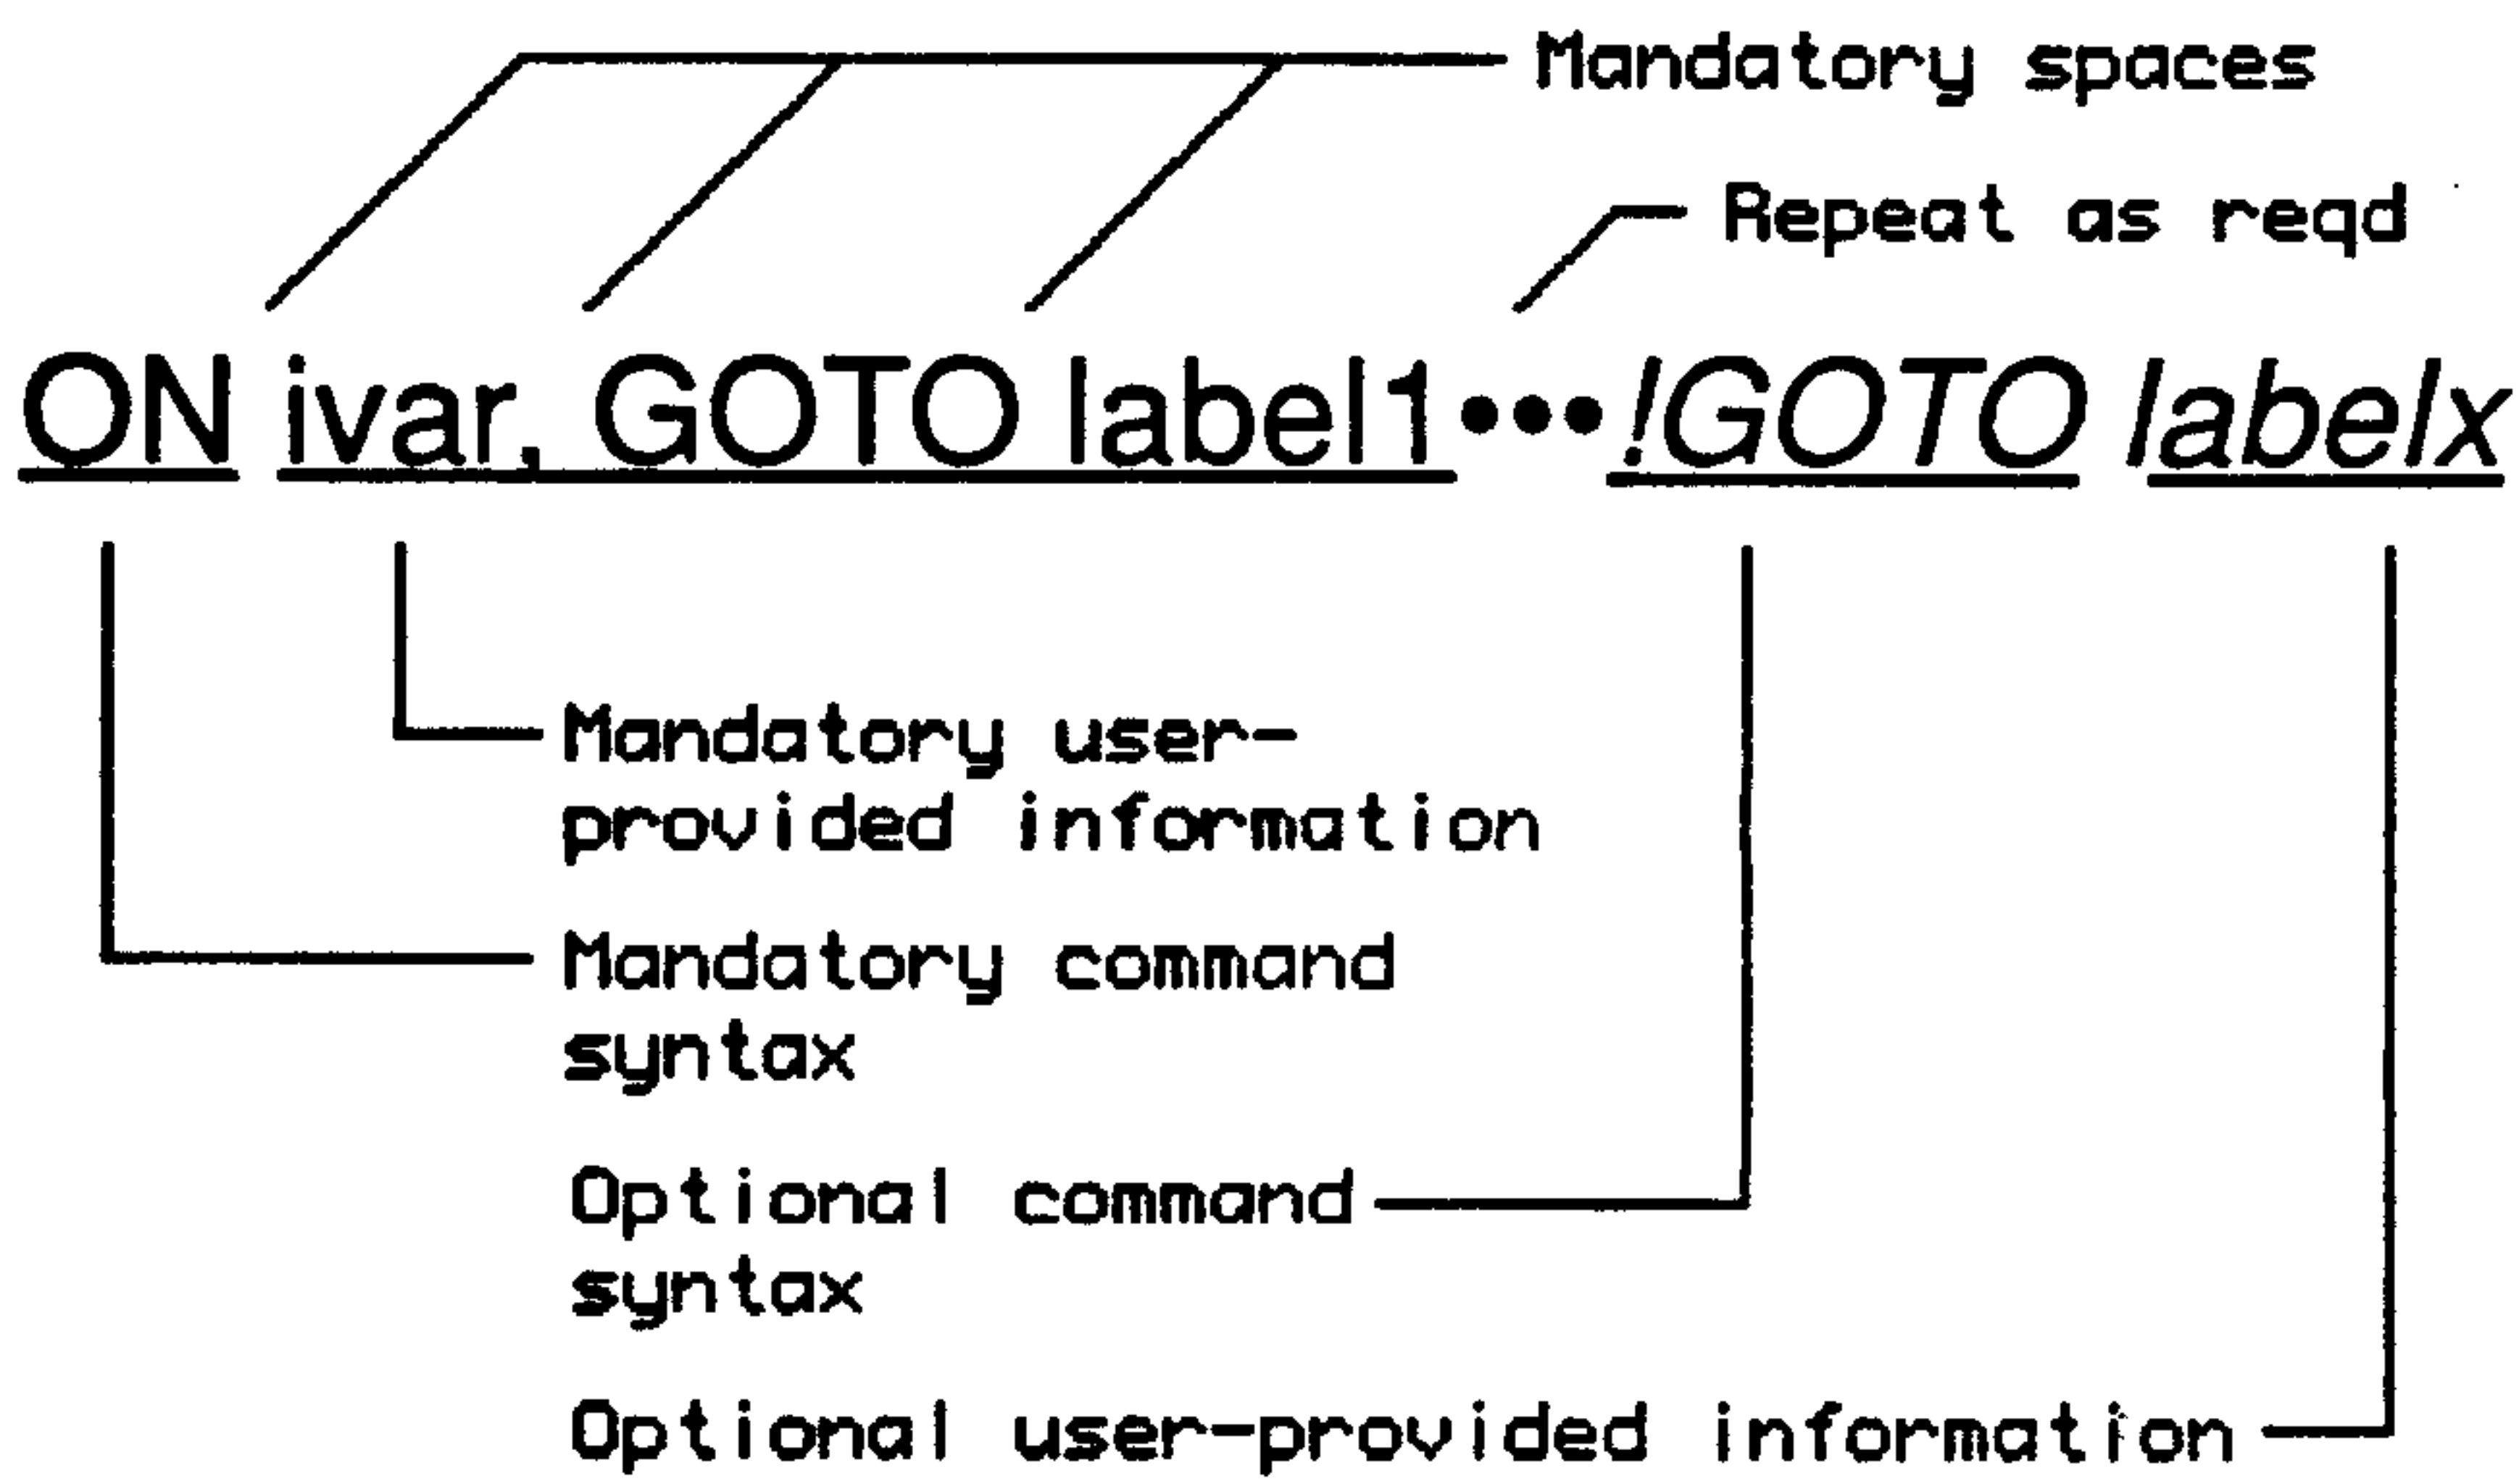 Mandatory spaces
Repeat as reqd
ON ivar, GOTO label1•••!GOTO labelx
Mandatory user-
provided information
Mandatory command
syntax
Optional command
syntax
Optional user-provided information